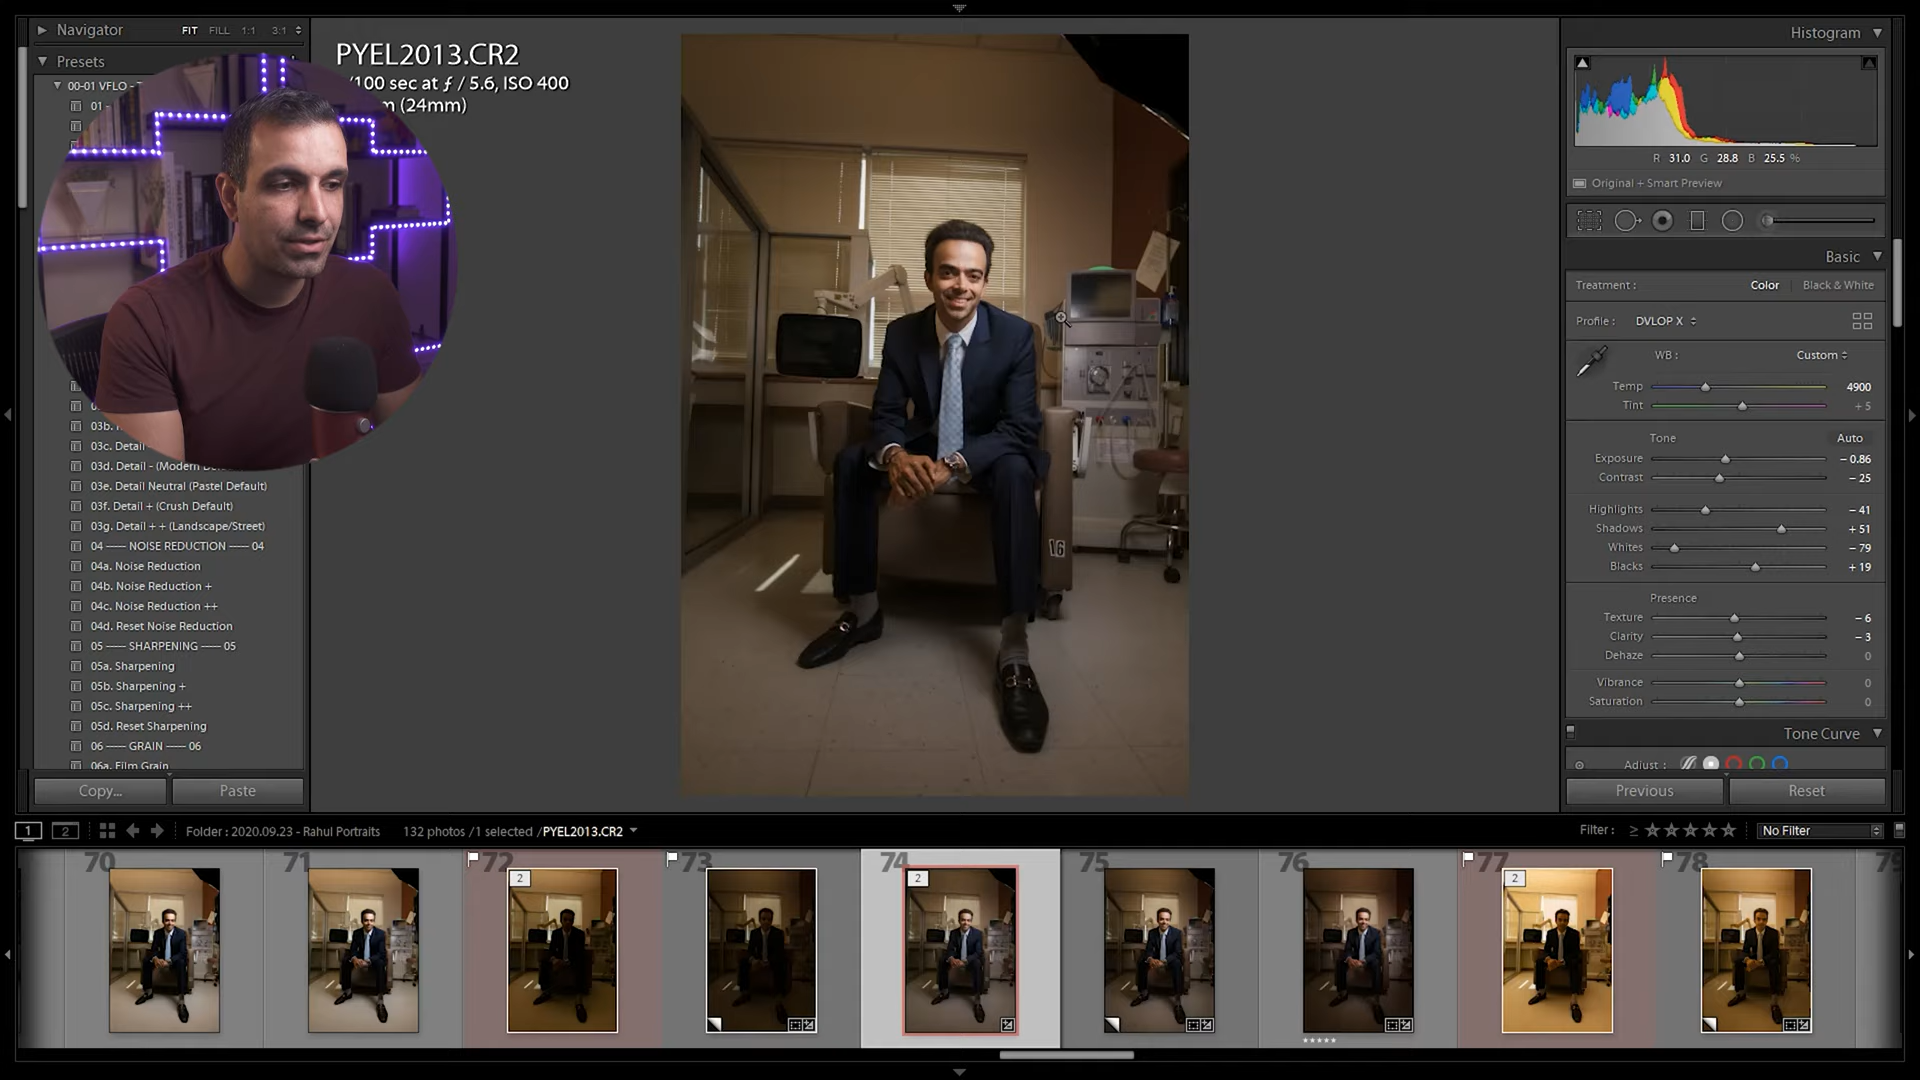 Navigator
FIT FILL 1:1 3:1
Presets
00-01 VFLO -
01 -
03c. Detail
03d. Detail - (Modern
03e. Detail Neutral (Pastel Default)
03f. Detail + (Crush Default)
03g. Detail + + (Landscape/Street)
04 —— NOISE REDUCTION —— 04
04a. Noise Reduction
04b. Noise Reduction +
04c. Noise Reduction ++
04d. Reset Noise Reduction
05 —— SHARPENING —— 05
05a. Sharpening
05b. Sharpening +
05c. Sharpening ++
05d. Reset Sharpening
06 —— GRAIN —— 06
06a. Film Grain
Copy... Paste
PYEL2013.CR2
/100 sec at ƒ / 5.6, ISO 400
(24mm)
16
Histogram
R 31.0 G 28.8 B 25.5 %
Original + Smart Preview
Basic
Treatment : Color Black & White
Profile : DVLOP X
WB : Custom
Temp 4900
Tint + 5
Tone Auto
Exposure – 0.86
Contrast – 25
Highlights – 41
Shadows + 51
Whites – 79
Blacks + 19
Presence
Texture – 6
Clarity – 3
Dehaze 0
Vibrance 0
Saturation 0
Tone Curve
Adjust :
Previous Reset
1 2 Folder : 2020.09.23 - Rahul Portraits 132 photos /1 selected /PYEL2013.CR2 Filter : ≥ No Filter
70 71 72 73 74 75 76 77 78 79
2 2 2